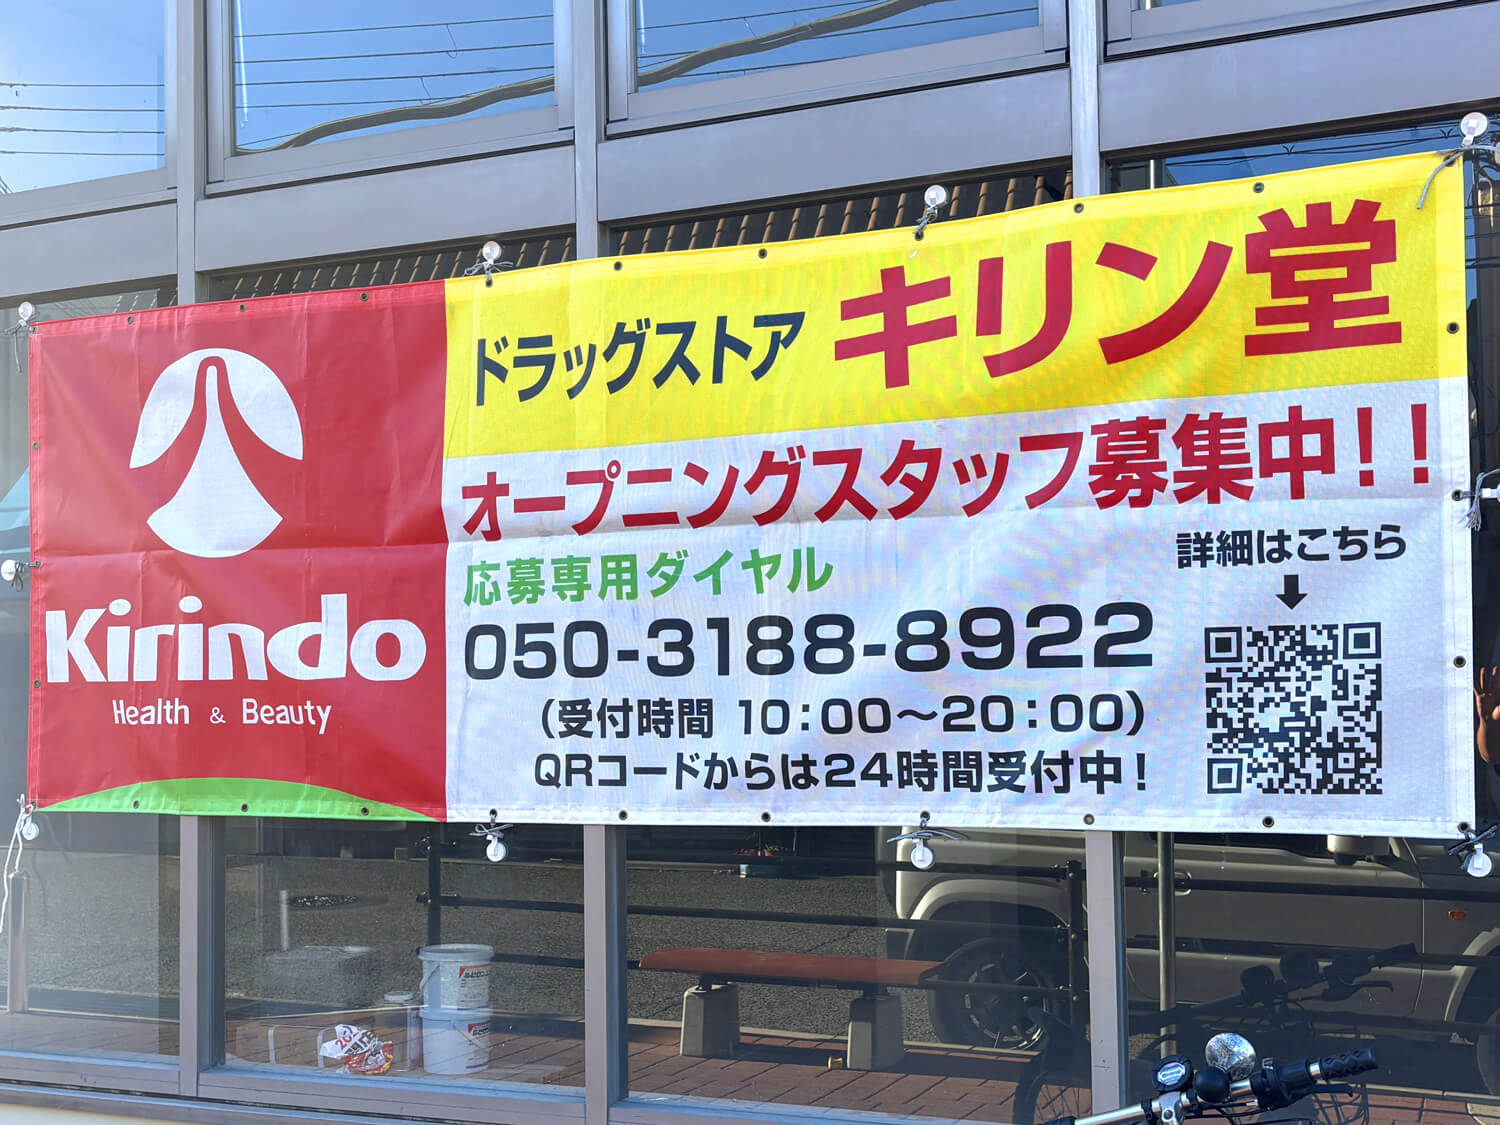 Kirindo
Health & Beauty
ドラッグストア キリン堂
オープニングスタッフ募集中!!
応募専用ダイヤル
050-3188-8922
(受付時間 10:00〜20:00)
QRコードからは24時間受付中!
詳細はこちら